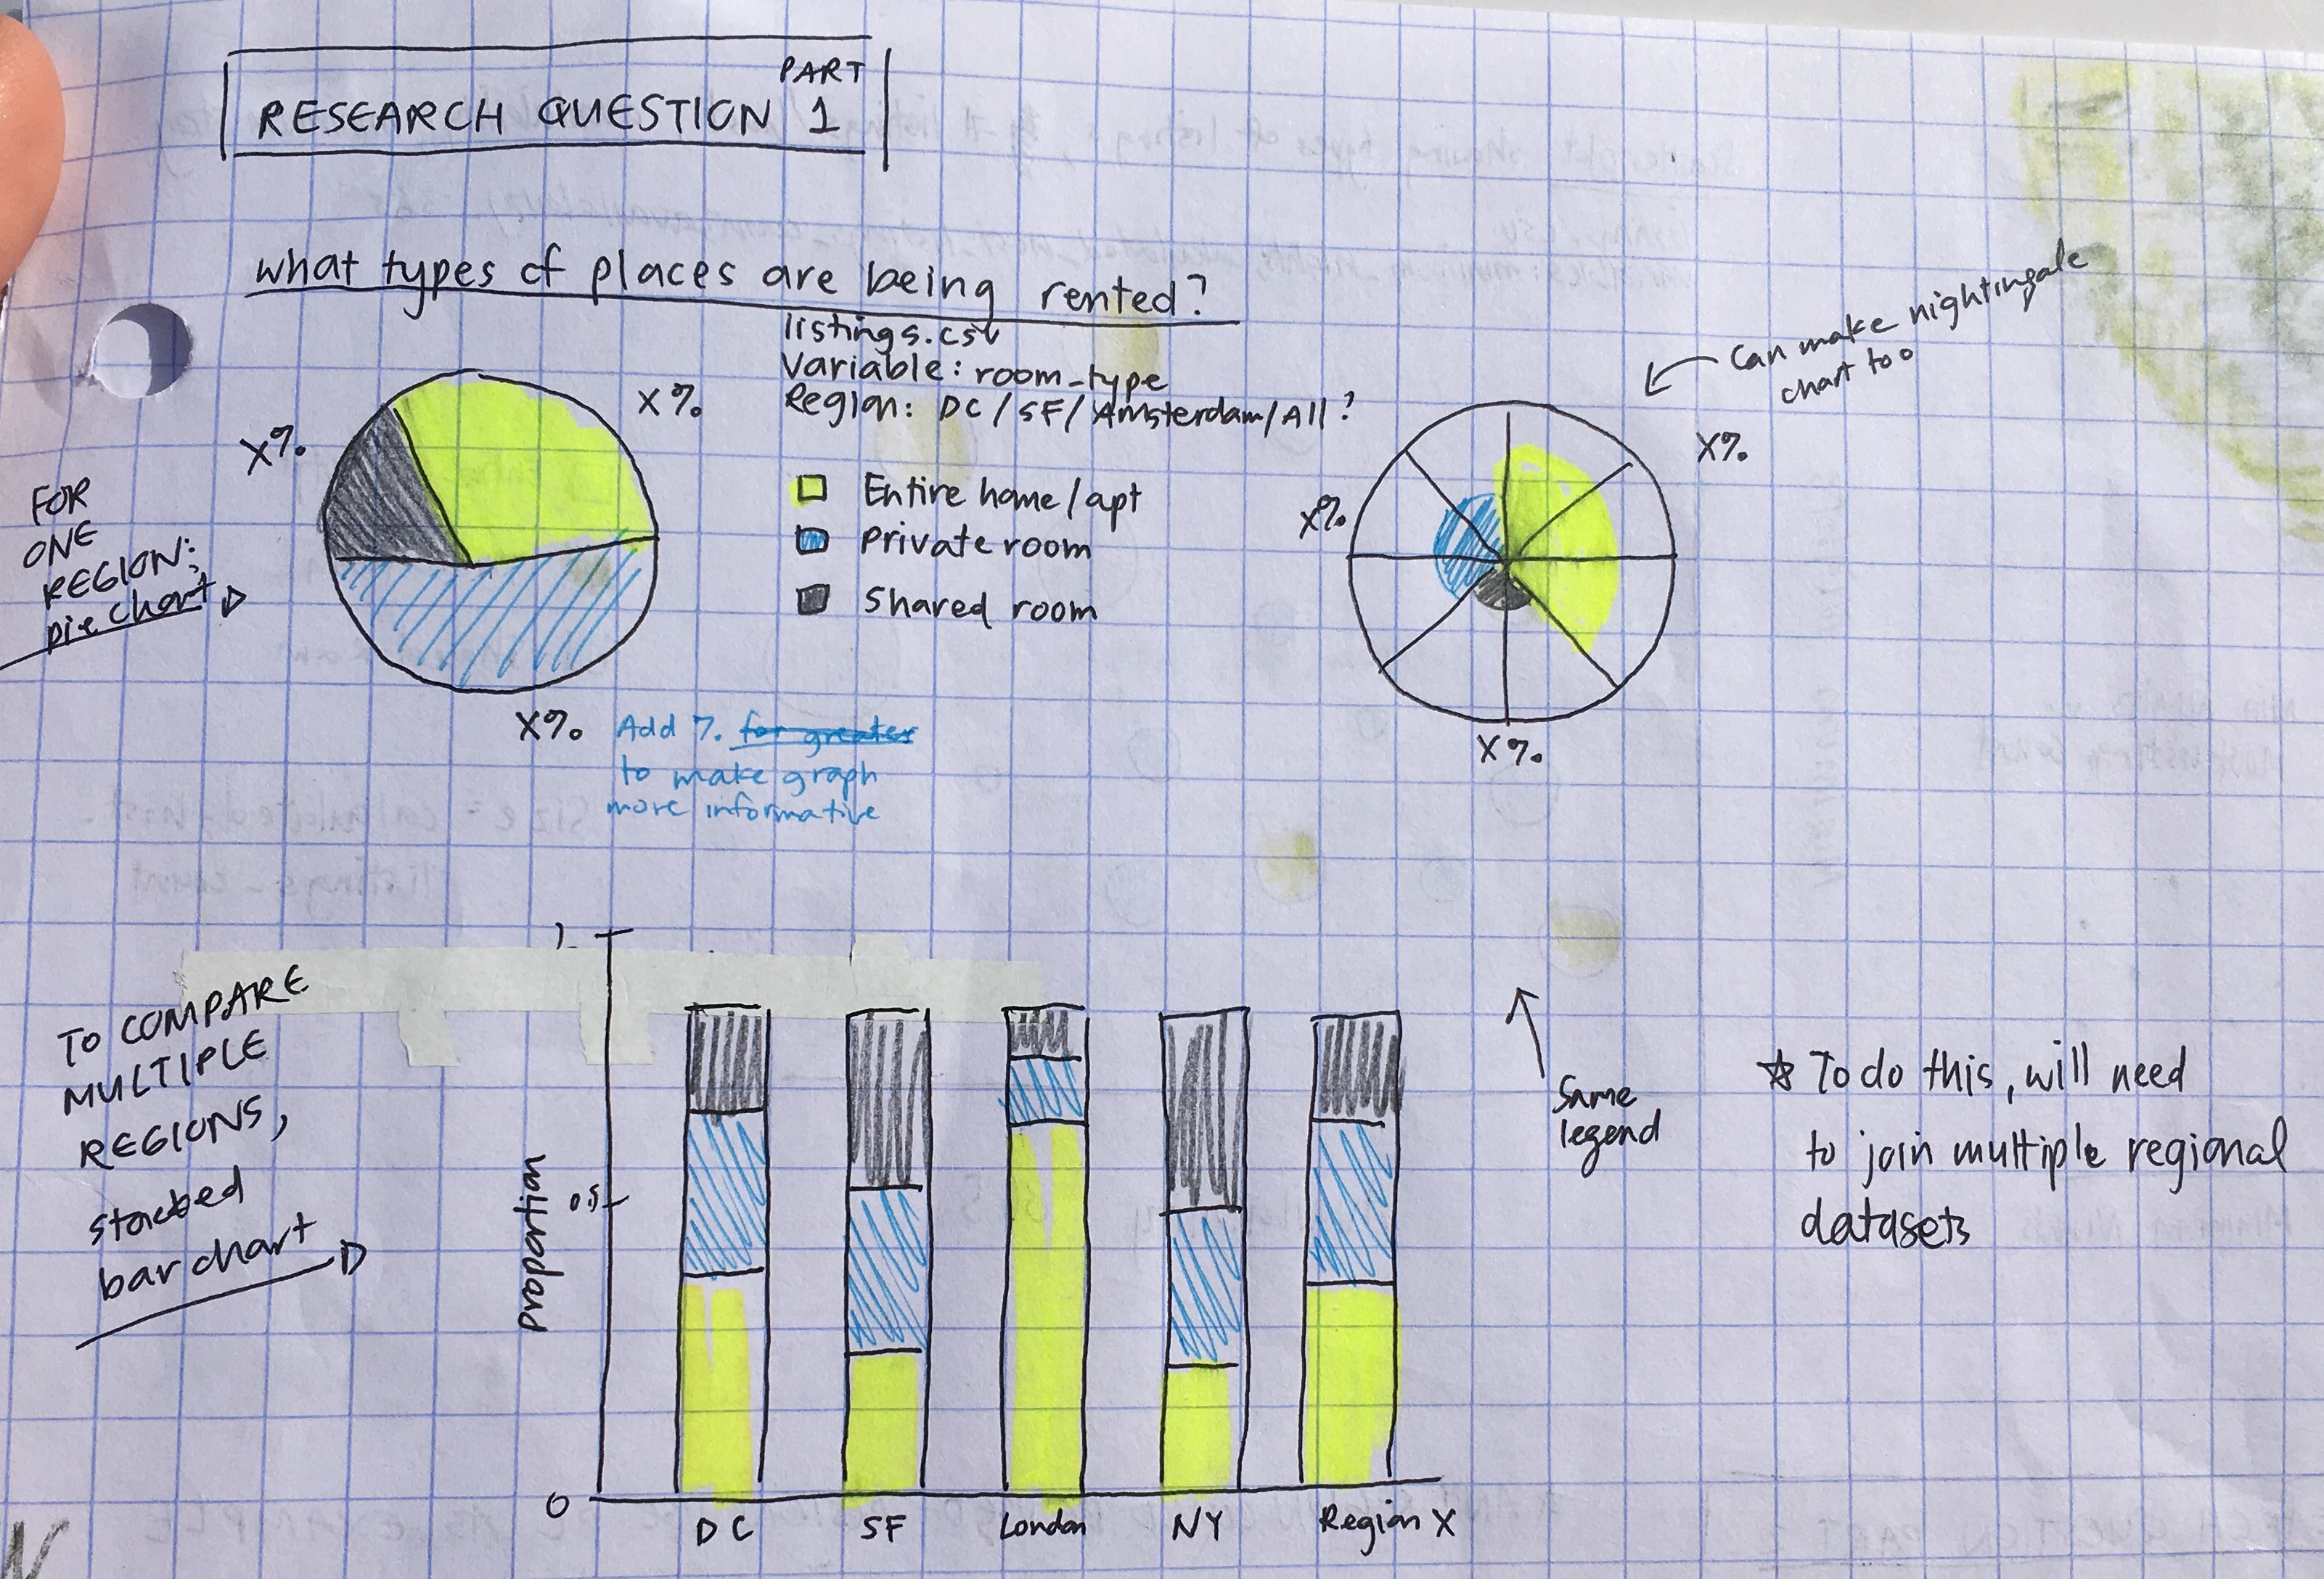 PART
RESEARCH QUESTION 1
what types of places are being rented?
listings.csv
Variable: room_type
Region: DC/SF/Amsterdam/All?
Can make nightingale
chart too
X%
X%
FOR
ONE
REGION:
pie chart
Entire home/apt
Private room
Shared room
X%
X%
X%
Add % for greater
to make graph
more informative
X%
TO COMPARE
MULTIPLE
REGIONS,
stacked
bar chart
1
proportion
0.5
0
DC SF London NY Region X
Same
legend
☆ To do this, will need
to join multiple regional
datasets